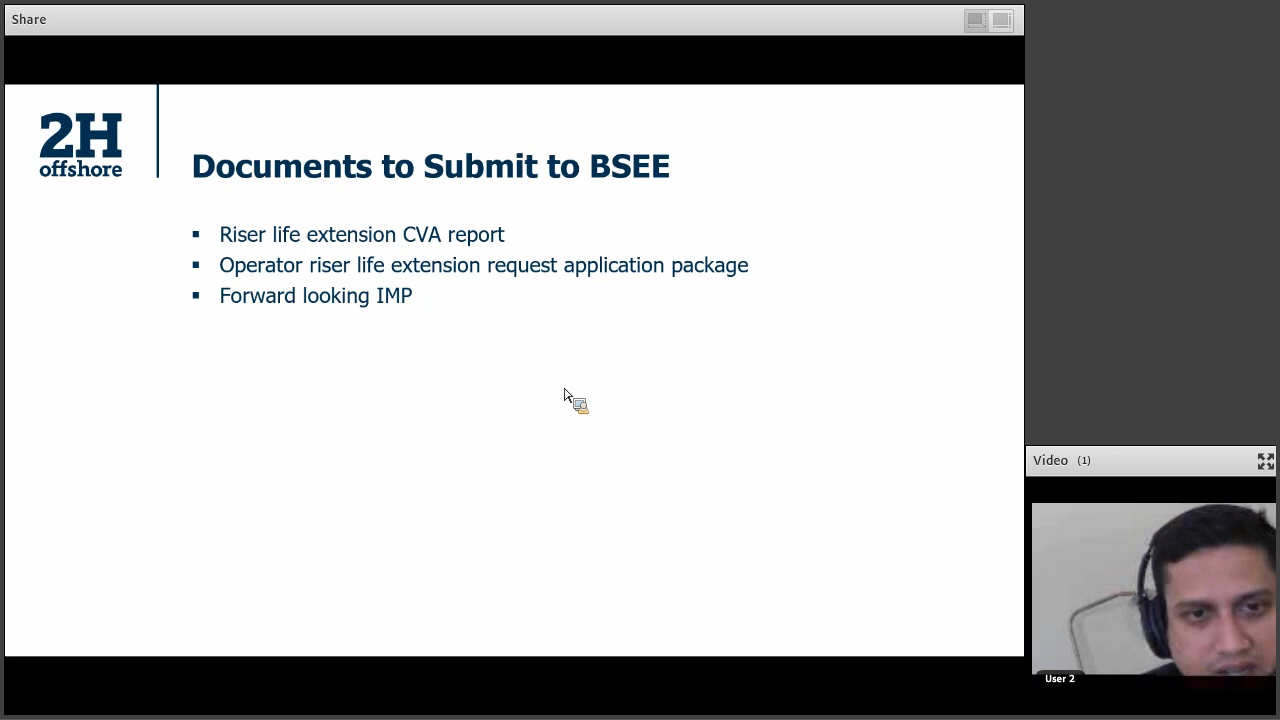 Share
2H
offshore
Documents to Submit to BSEE
▪ Riser life extension CVA report
▪ Operator riser life extension request application package
▪ Forward looking IMP
Video (1)
User 2